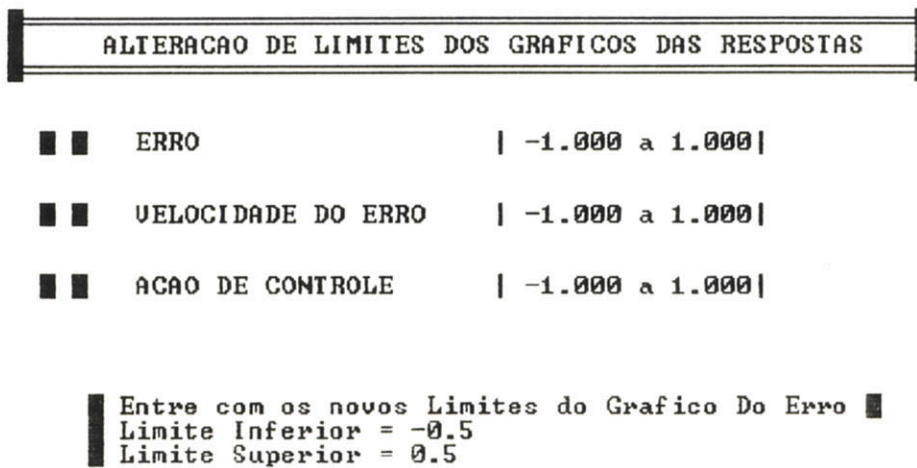 ALTERACAO DE LIMITES DOS GRAFICOS DAS RESPOSTAS
ERRO | -1.000 a 1.000|
VELOCIDADE DO ERRO | -1.000 a 1.000|
ACAO DE CONTROLE | -1.000 a 1.000|
Entre com os novos Limites do Grafico Do Erro
Limite Inferior = -0.5
Limite Superior = 0.5